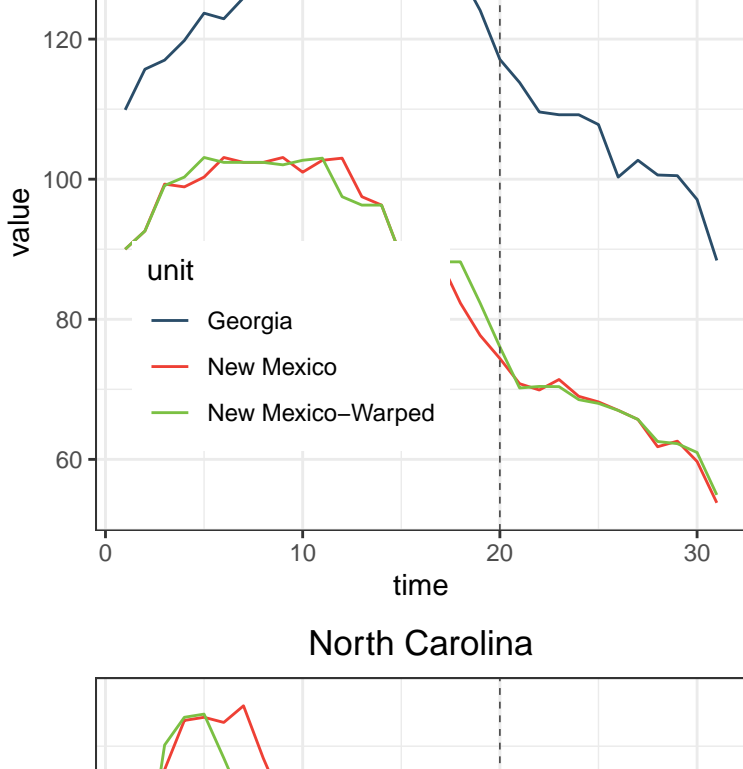 120
100
80
60
value
unit
Georgia
New Mexico
New Mexico−Warped
0 10 20 30
time
North Carolina